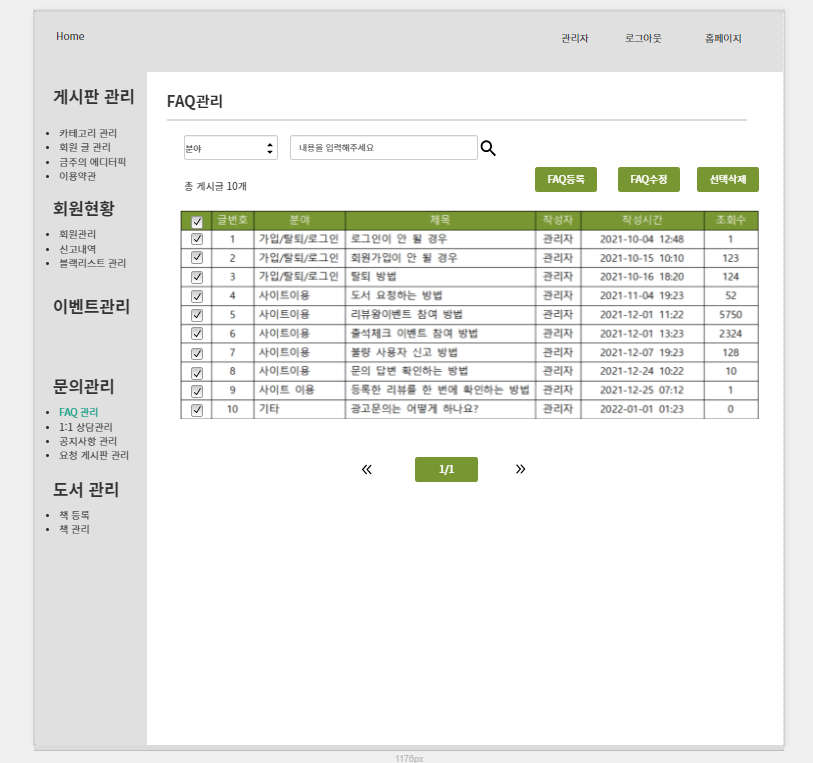 Home 관리자 로그아웃 홈페이지
게시판 관리
카테고리 관리
회원 글 관리
금주의 에디터픽
이용약관
회원현황
회원관리
신고내역
블랙리스트 관리
이벤트관리
문의관리
FAQ 관리
1:1 상담관리
공지사항 관리
요청 게시판 관리
도서 관리
책 등록
책 관리
FAQ관리
분야 내용을 입력해주세요
총 게시글 10개 FAQ등록 FAQ수정 선택삭제
글번호 분야 제목 작성자 작성시간 조회수
1 가입/탈퇴/로그인 로그인이 안 될 경우 관리자 2021-10-04 12:48 1
2 가입/탈퇴/로그인 회원가입이 안 될 경우 관리자 2021-10-15 10:10 123
3 가입/탈퇴/로그인 탈퇴 방법 관리자 2021-10-16 18:20 124
4 사이트이용 도서 요청하는 방법 관리자 2021-11-04 19:23 52
5 사이트이용 리뷰왕이벤트 참여 방법 관리자 2021-12-01 11:22 5750
6 사이트이용 출석체크 이벤트 참여 방법 관리자 2021-12-01 13:23 2324
7 사이트이용 불량 사용자 신고 방법 관리자 2021-12-07 19:23 128
8 사이트이용 문의 답변 확인하는 방법 관리자 2021-12-24 10:22 10
9 사이트 이용 등록한 리뷰를 한 번에 확인하는 방법 관리자 2021-12-25 07:12 1
10 기타 광고문의는 어떻게 하나요? 관리자 2022-01-01 01:23 0
« 1/1 »
1176px